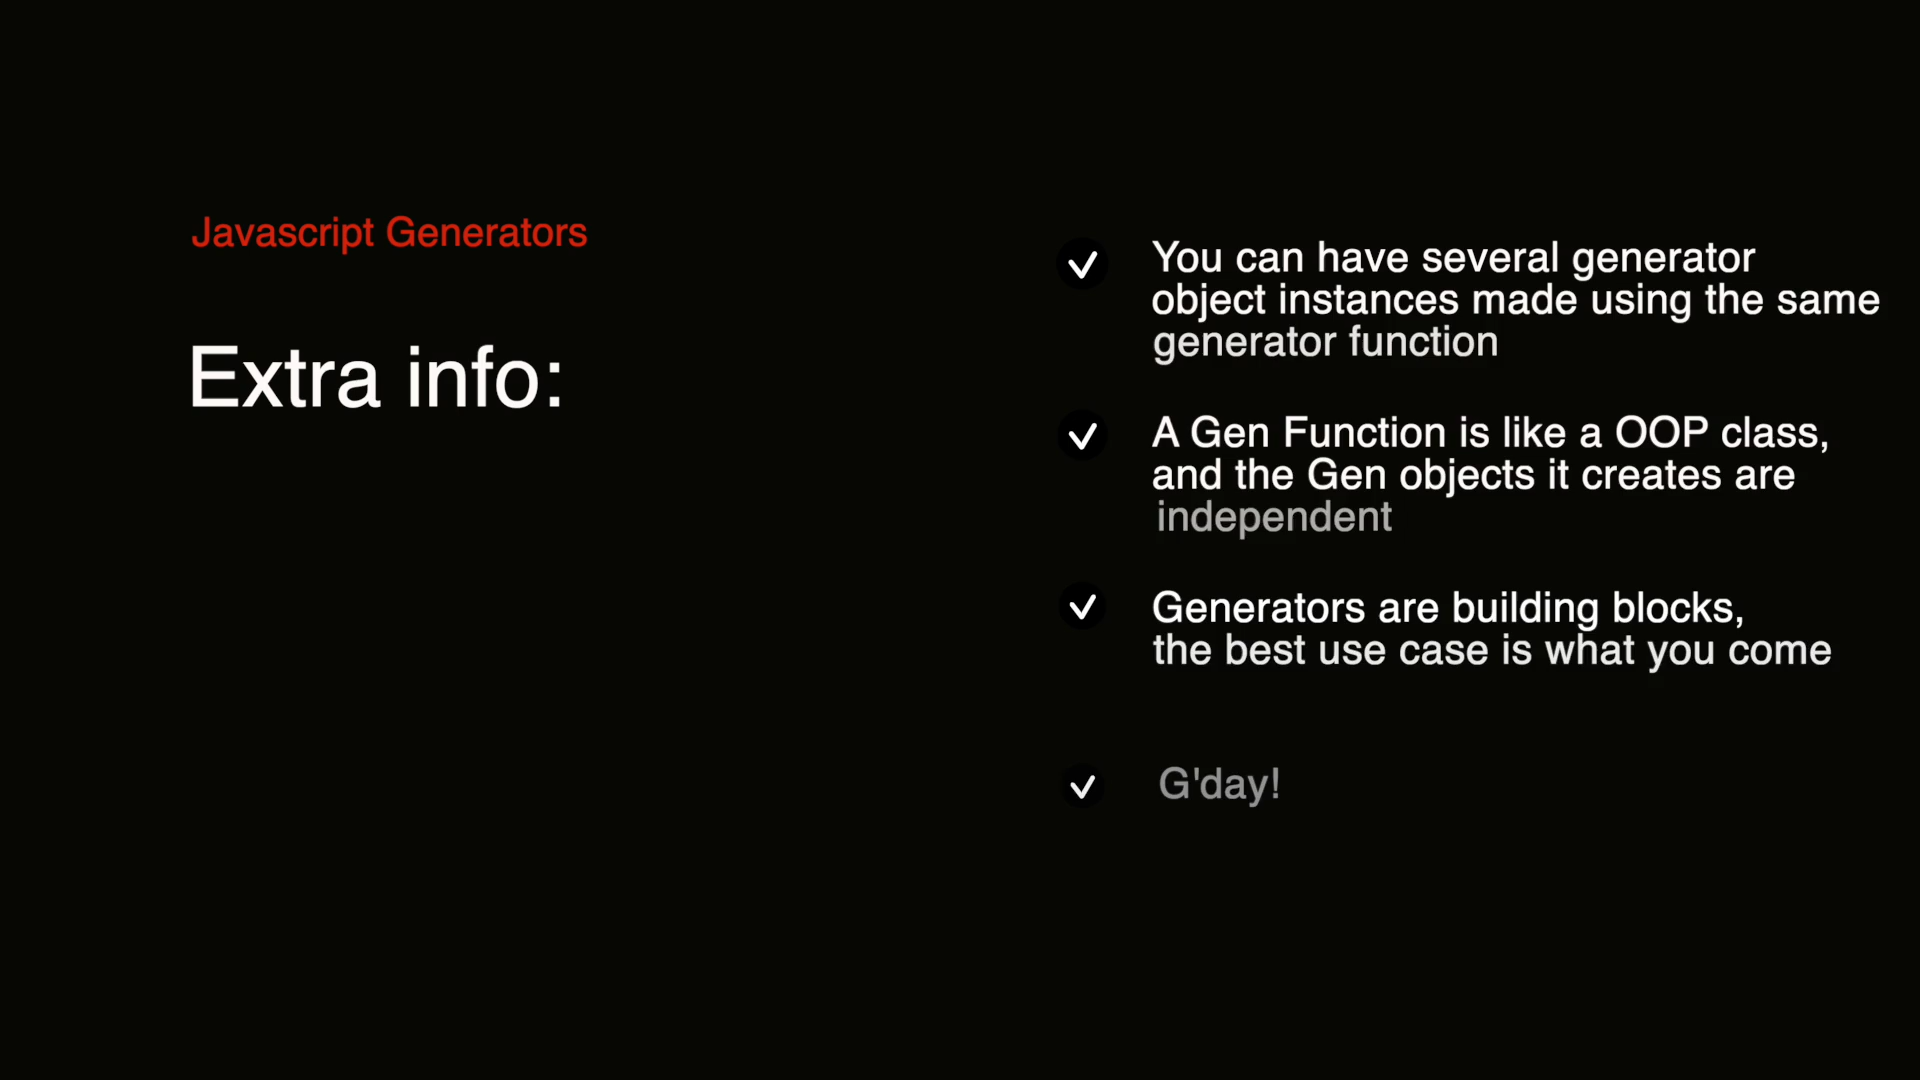 Javascript Generators
Extra info:
You can have several generator
object instances made using the same
generator function
A Gen Function is like a OOP class,
and the Gen objects it creates are
independent
Generators are building blocks,
the best use case is what you come
G'day!